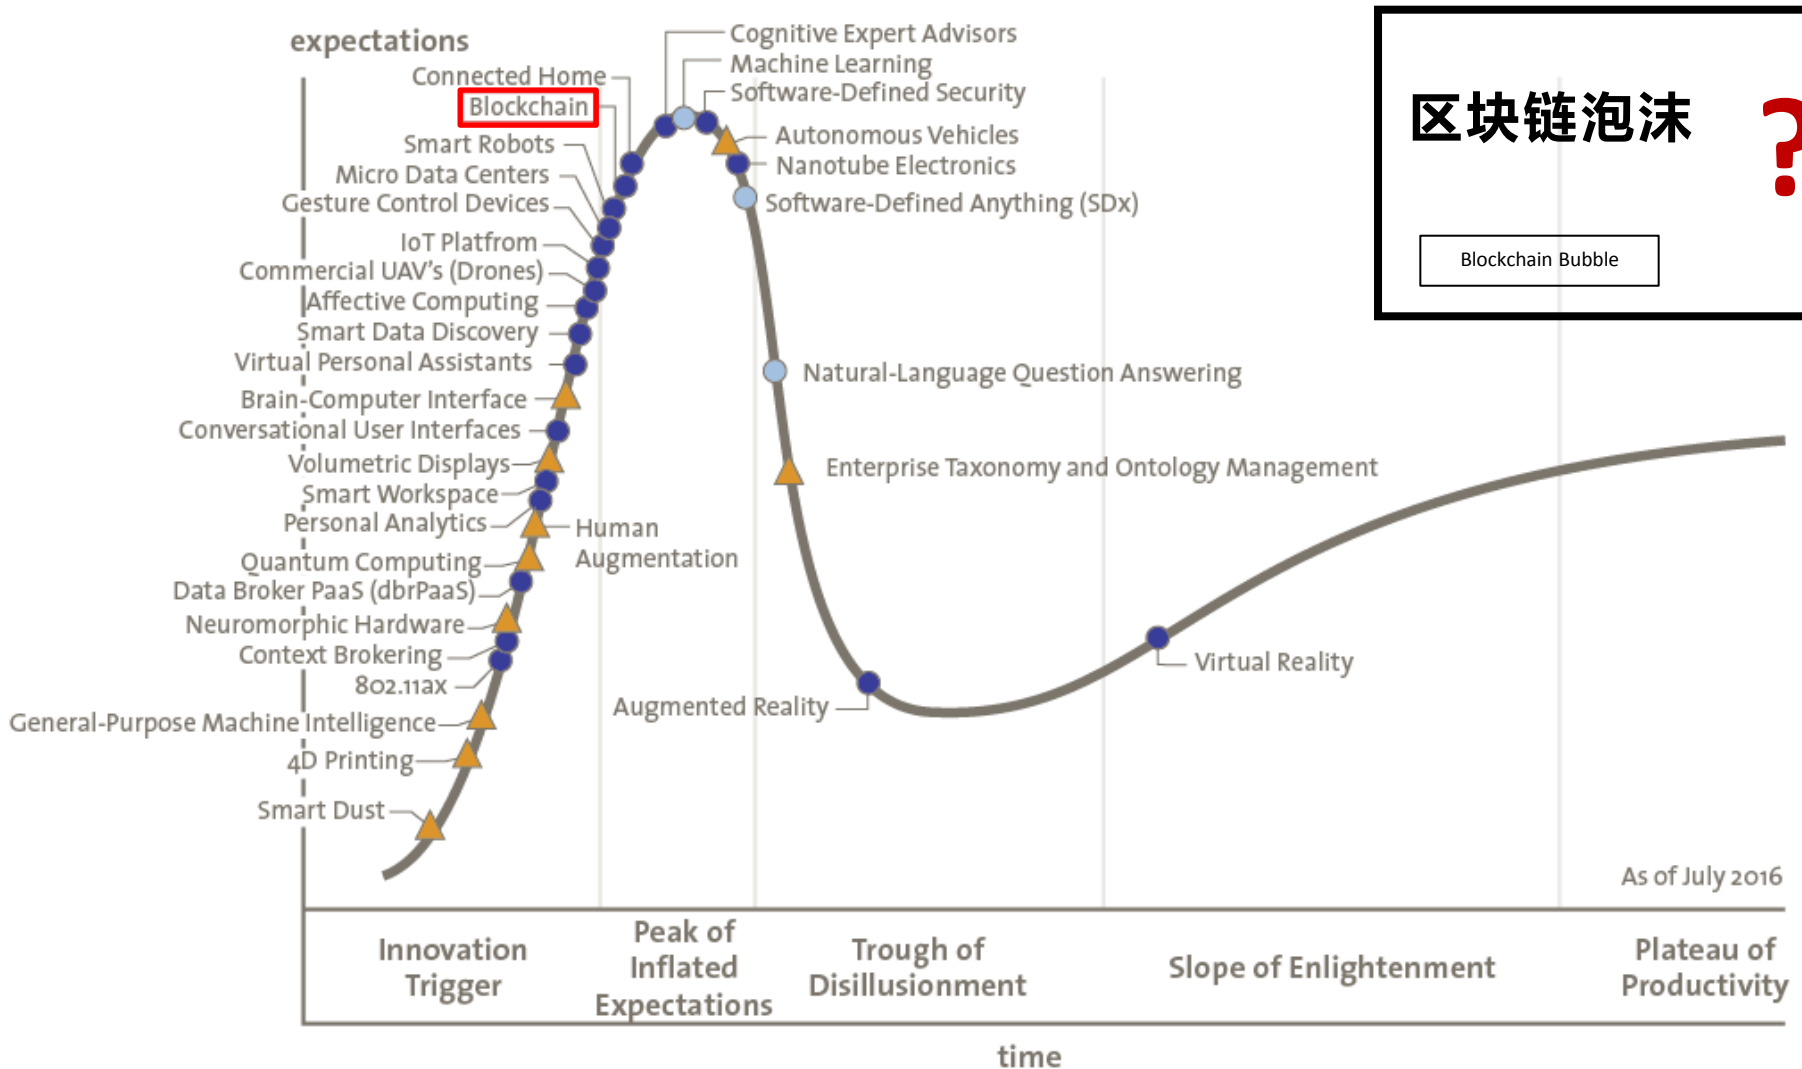 expectations
Cognitive Expert Advisors
Machine Learning
Software-Defined Security
Connected Home
Blockchain
Smart Robots
Micro Data Centers
Gesture Control Devices
IoT Platfrom
Commercial UAV's (Drones)
Affective Computing
Smart Data Discovery
Virtual Personal Assistants
Brain-Computer Interface
Conversational User Interfaces
Volumetric Displays
Smart Workspace
Personal Analytics
Quantum Computing
Data Broker PaaS (dbrPaaS)
Neuromorphic Hardware
Context Brokering
802.11ax
General-Purpose Machine Intelligence
4D Printing
Smart Dust
Human
Augmentation
Autonomous Vehicles
Nanotube Electronics
Software-Defined Anything (SDx)
Natural-Language Question Answering
Enterprise Taxonomy and Ontology Management
Augmented Reality
Virtual Reality
区块链泡沫 ?
Blockchain Bubble
As of July 2016
Innovation
Trigger
Peak of
Inflated
Expectations
Trough of
Disillusionment
Slope of Enlightenment
Plateau of
Productivity
time